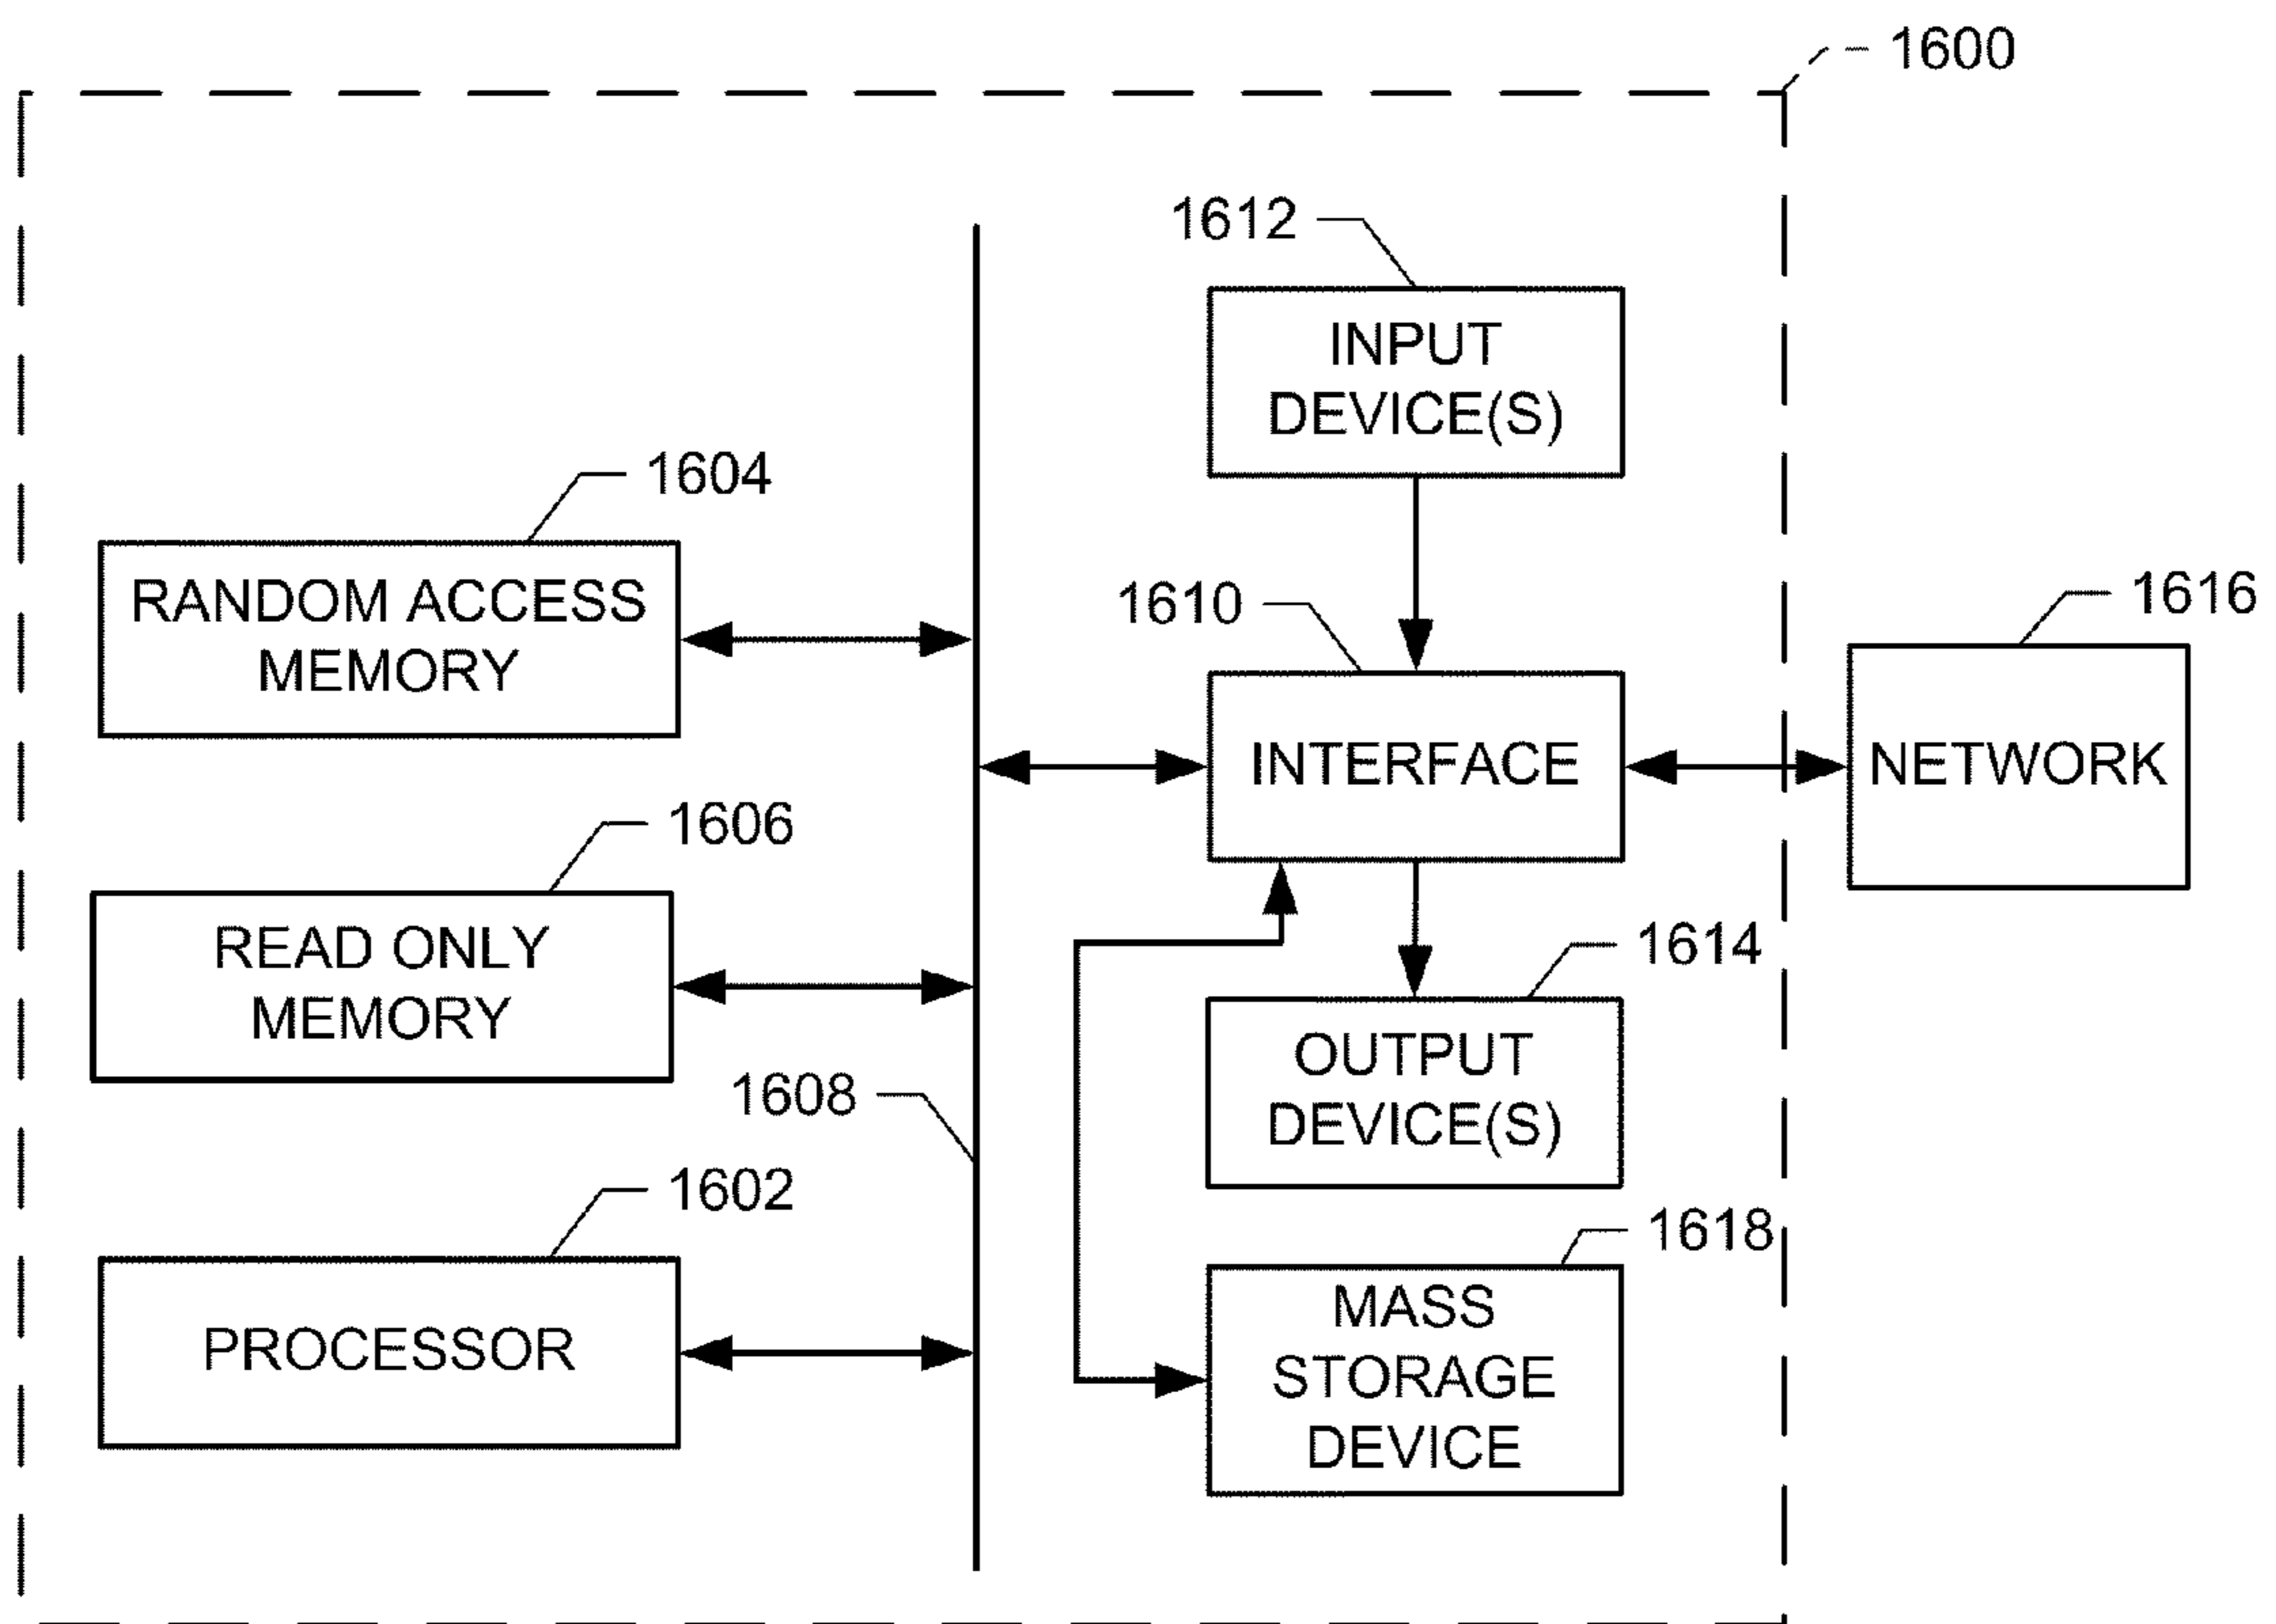 1600
1612
INPUT
DEVICE(S)
1604
RANDOM ACCESS
MEMORY
1610
INTERFACE
1616
NETWORK
1606
READ ONLY
MEMORY
1608
1614
OUTPUT
DEVICE(S)
1602
PROCESSOR
1618
MASS
STORAGE
DEVICE